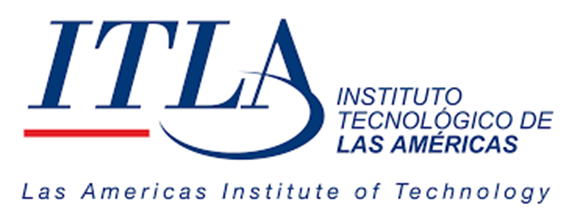 ITLA
INSTITUTO
TECNOLÓGICO DE
LAS AMÉRICAS
Las Americas Institute of Technology